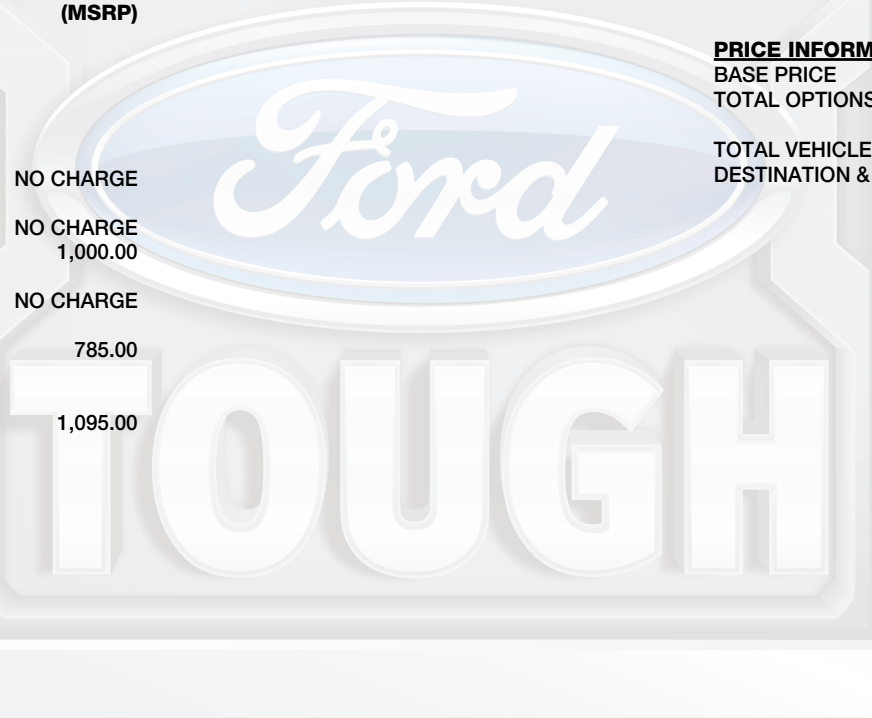 (MSRP)
NO CHARGE
NO CHARGE
1,000.00
NO CHARGE
785.00
1,095.00
PRICE INFORM
BASE PRICE
TOTAL OPTIONS
TOTAL VEHICLE
DESTINATION &
Ford
TOUGH